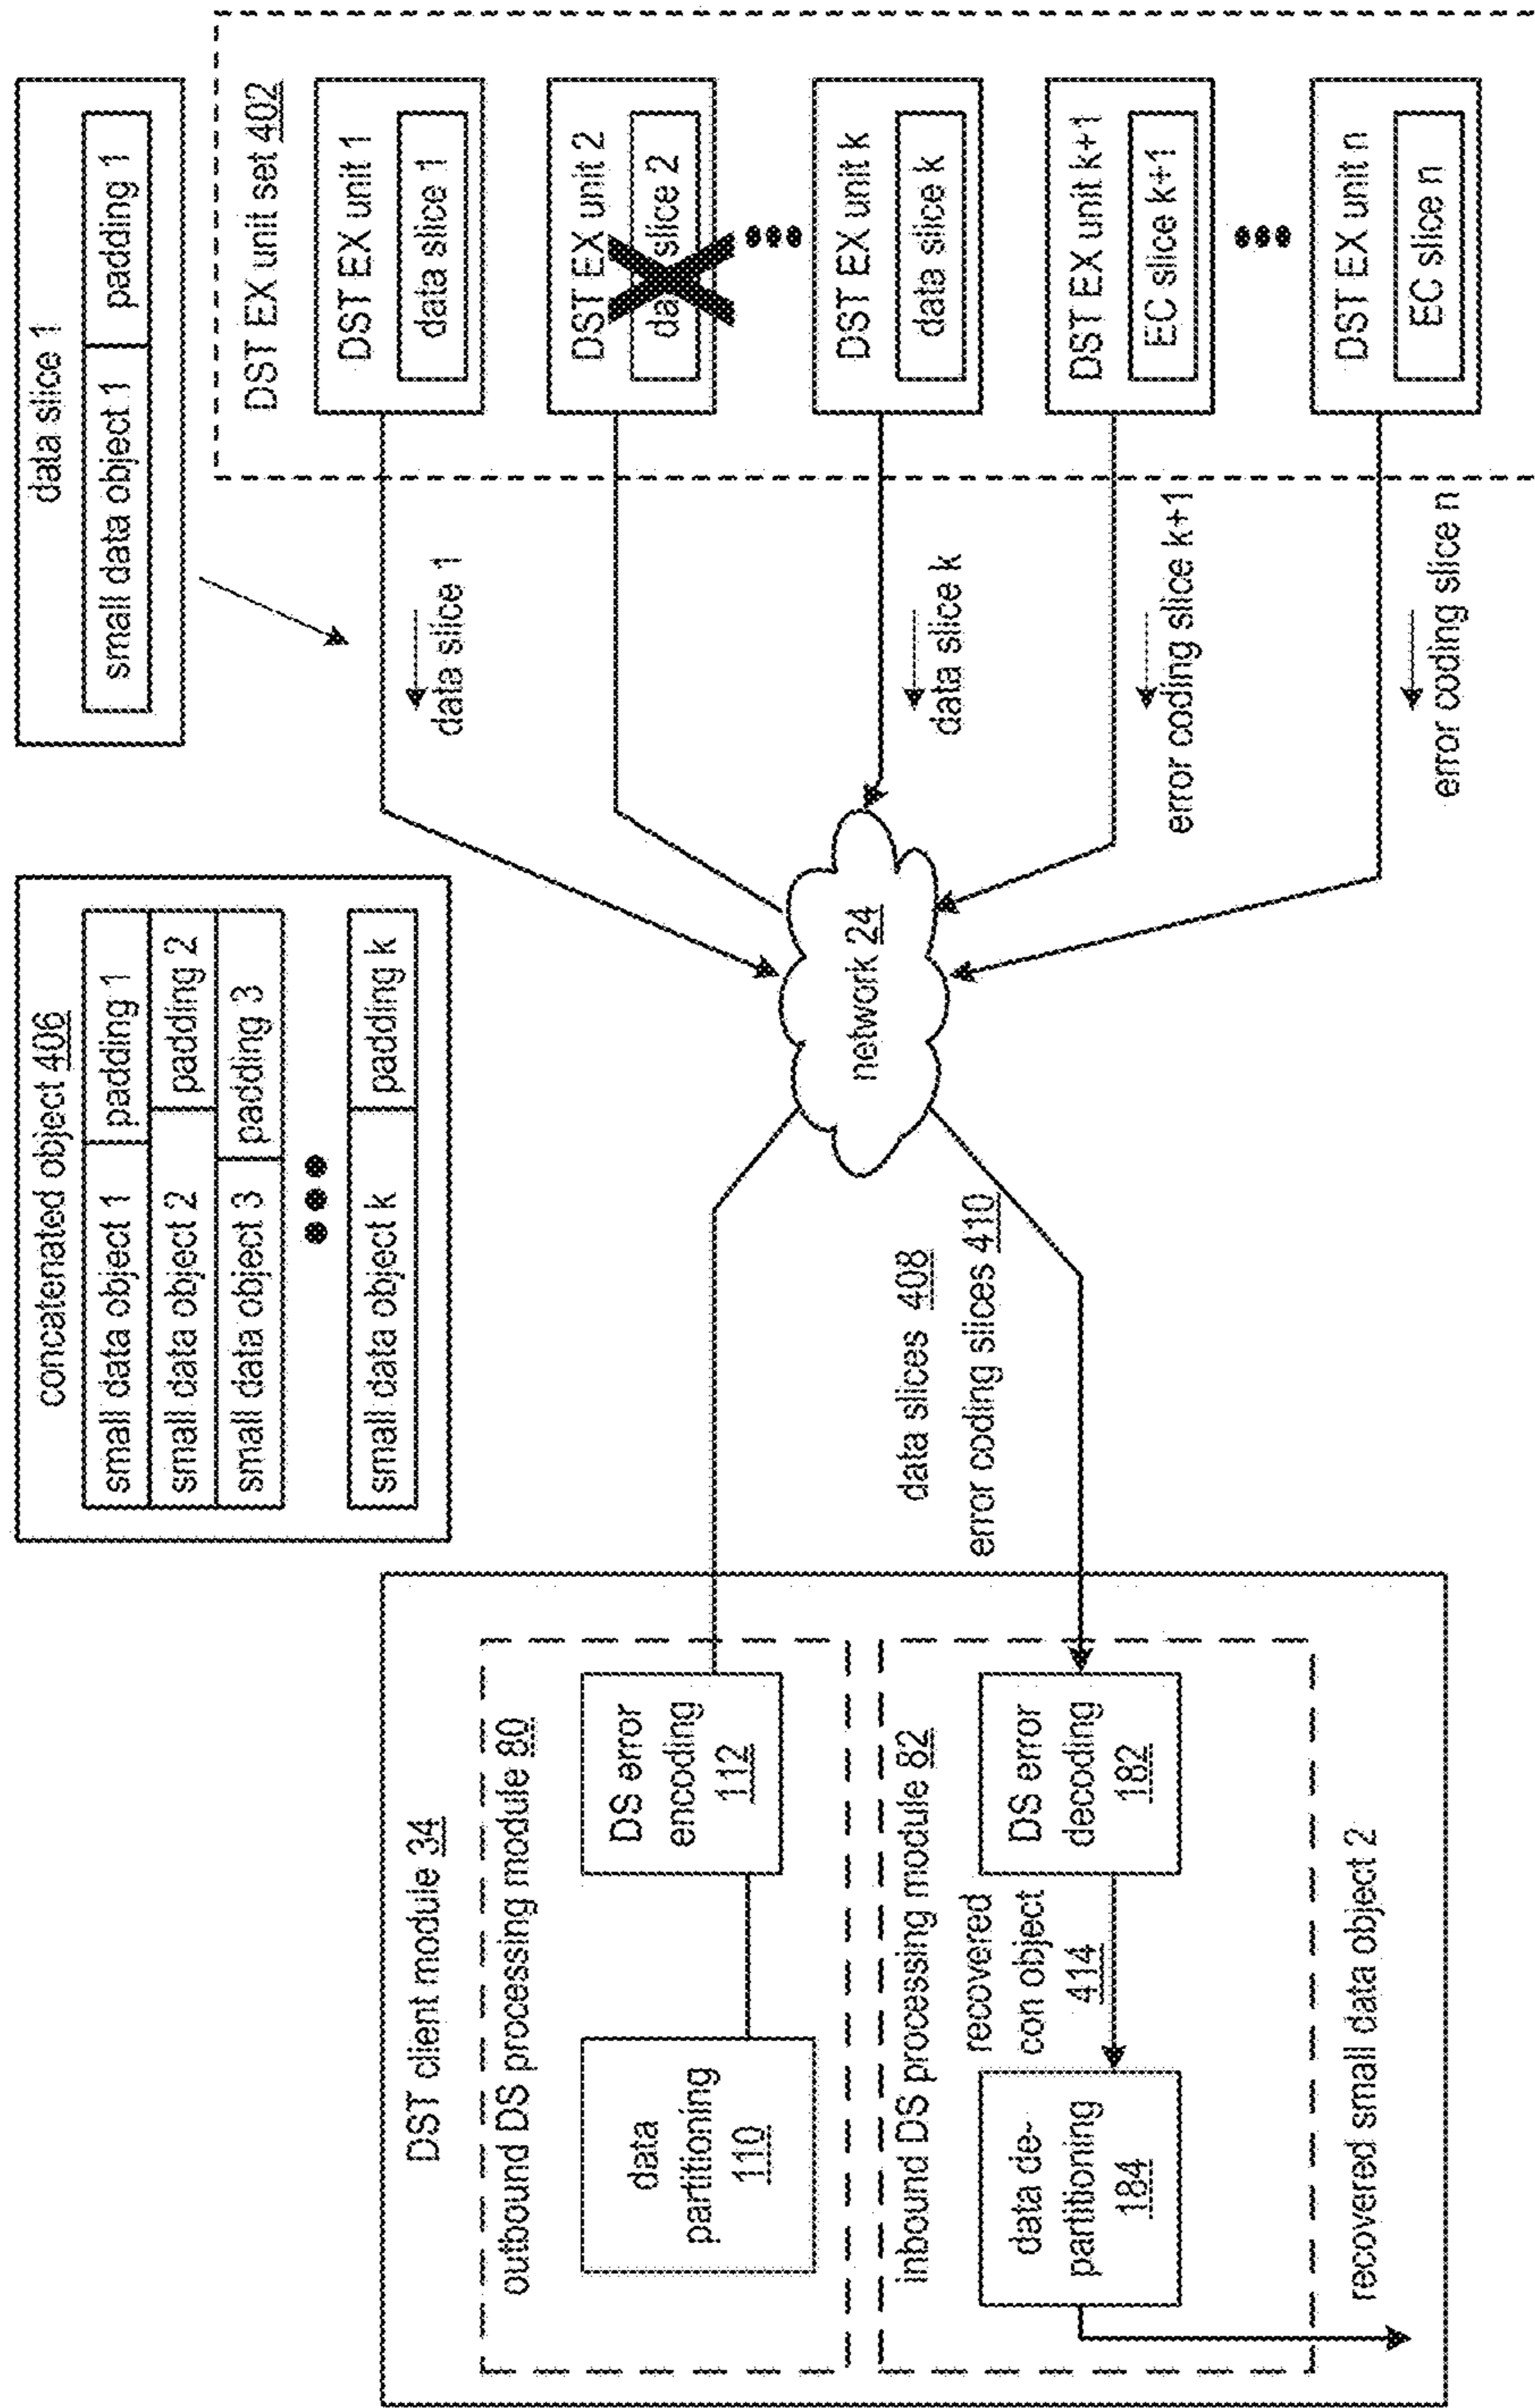 concatenated object 406
small data object 1 padding 1
small data object 2 padding 2
small data object 3 padding 3
small data object k padding k
data slice 1
small data object 1 padding 1
DST client module 34
outbound DS processing module 80
data
partitioning
110
DS error
encoding
112
inbound DS processing module 82
data de-
partitioning
184
recovered
con object
414
DS error
decoding
182
recovered small data object 2
data slices 408
error coding slices 410
network 24
data slice 1
data slice k
error coding slice k+1
error coding slice n
DST EX unit set 402
DST EX unit 1
data slice 1
DST EX unit 2
data slice 2
DST EX unit k
data slice k
DST EX unit k+1
EC slice k+1
DST EX unit n
EC slice n